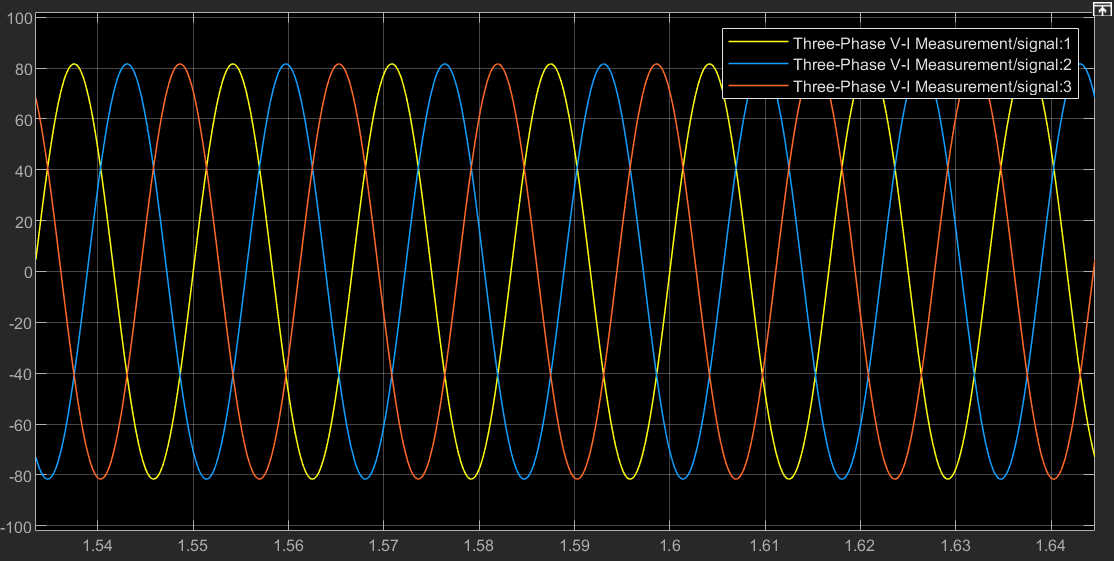 100
80
60
40
20
0
-20
-40
-60
-80
-100
Three-Phase V-I Measurement/signal:1
Three-Phase V-I Measurement/signal:2
Three-Phase V-I Measurement/signal:3
1.54 1.55 1.56 1.57 1.58 1.59 1.6 1.61 1.62 1.63 1.64